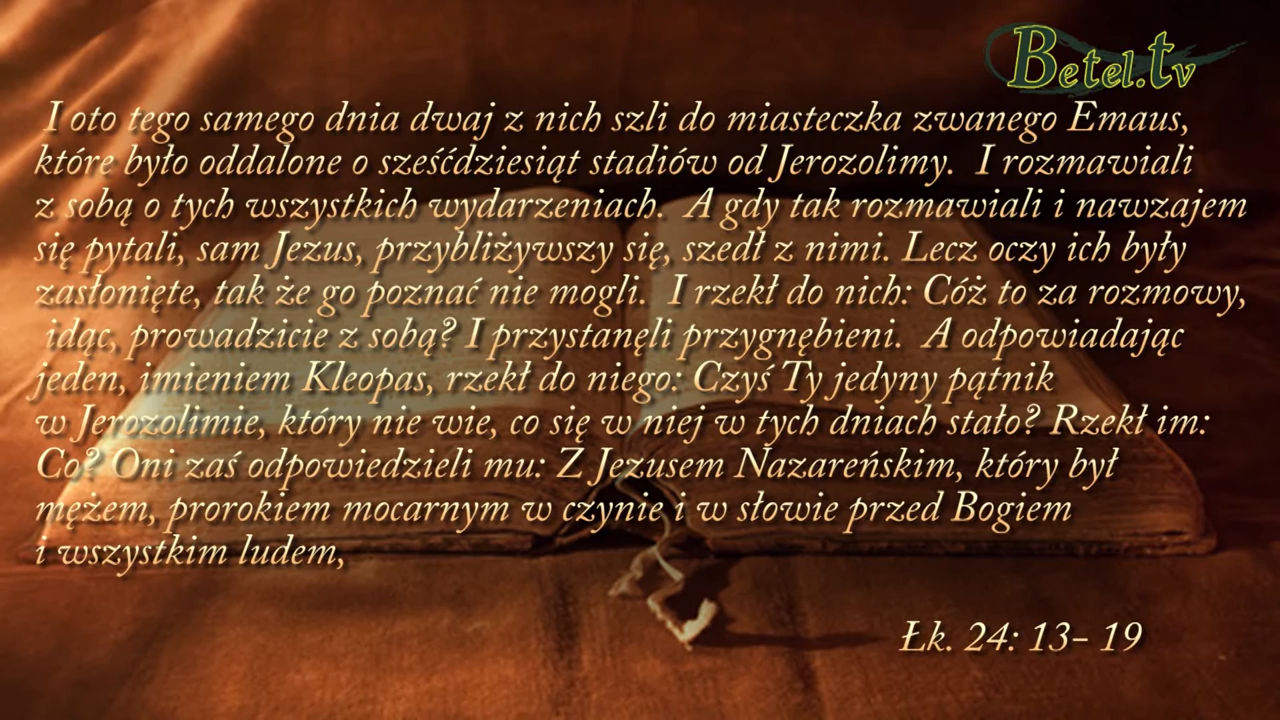 Betel.tv
I oto tego samego dnia dwaj z nich szli do miasteczka zwanego Emaus,
które było oddalone o sześćdziesiąt stadiów od Jerozolimy. I rozmawiali
z sobą o tych wszystkich wydarzeniach. A gdy tak rozmawiali i nawzajem
się pytali, sam Jezus, przybliżywszy się, szedł z nimi. Lecz oczy ich były
zasłonięte, tak że go poznać nie mogli. I rzekł do nich: Cóż to za rozmowy,
idąc, prowadzicie z sobą? I przystanęli przygnębieni. A odpowiadając
jeden, imieniem Kleopas, rzekł do niego: Czyś Ty jedyny pątnik
w Jerozolimie, który nie wie, co się w niej w tych dniach stało? Rzekł im:
Co? Oni zaś odpowiedzieli mu: Z Jezusem Nazareńskim, który był
mężem, prorokiem mocarnym w czynie i w słowie przed Bogiem
i wszystkim ludem,
Łk. 24: 13– 19